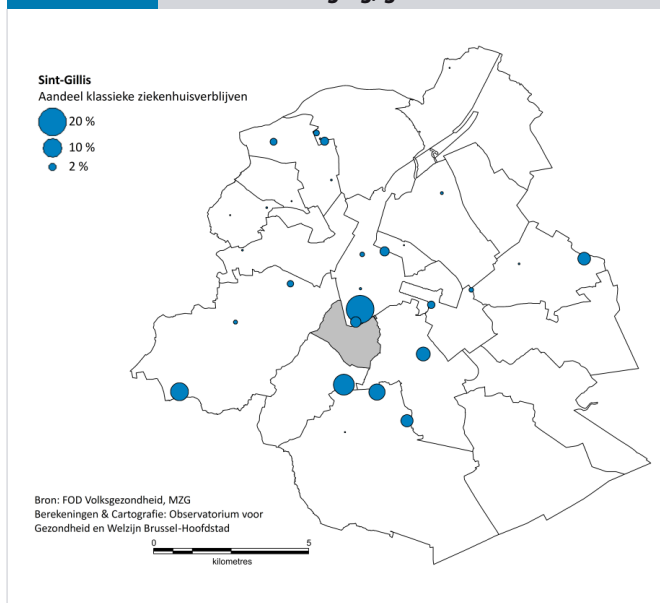 Sint-Gillis
Aandeel klassieke ziekenhuisverblijven
20 %
10 %
2 %
Bron: FOD Volksgezondheid, MZG
Berekeningen & Cartografie: Observatorium voor
Gezondheid en Welzijn Brussel-Hoofdstad
0 5
kilometres